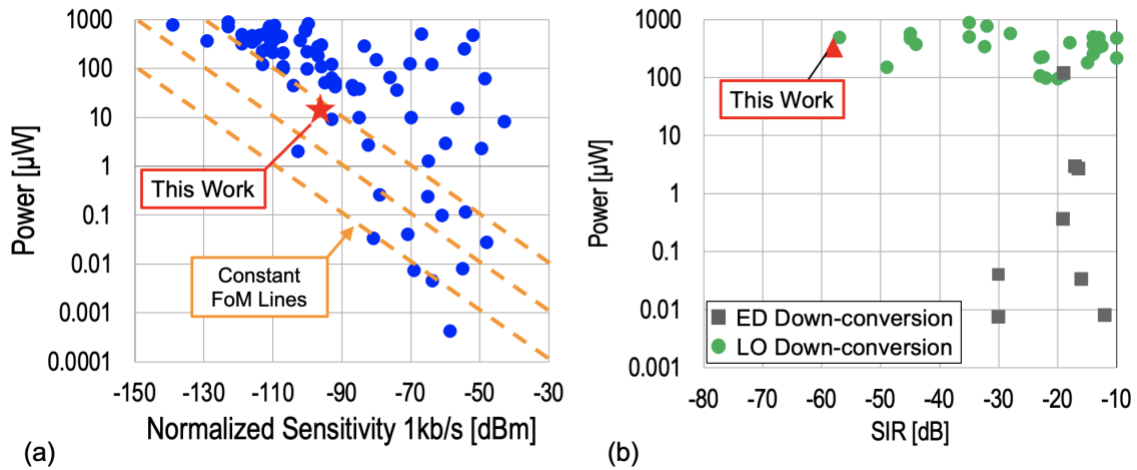 1000
100
10
1
0.1
0.01
0.001
0.0001
Power [µW]
This Work
Constant
FoM Lines
-150 -130 -110 -90 -70 -50 -30
Normalized Sensitivity 1kb/s [dBm]
(a)
1000
100
10
1
0.1
0.01
0.001
Power [µW]
This Work
ED Down-conversion
LO Down-conversion
-80 -70 -60 -50 -40 -30 -20 -10
SIR [dB]
(b)